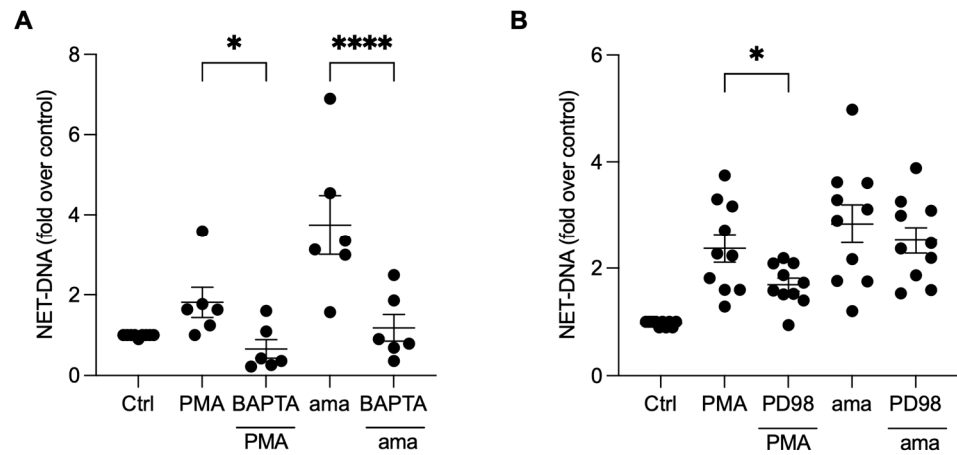 A
NET-DNA (fold over control)
8
6
4
2
0
* ****
Ctrl PMA BAPTA ama BAPTA
PMA ama
B
NET-DNA (fold over control)
6
4
2
0
*
Ctrl PMA PD98 ama PD98
PMA ama